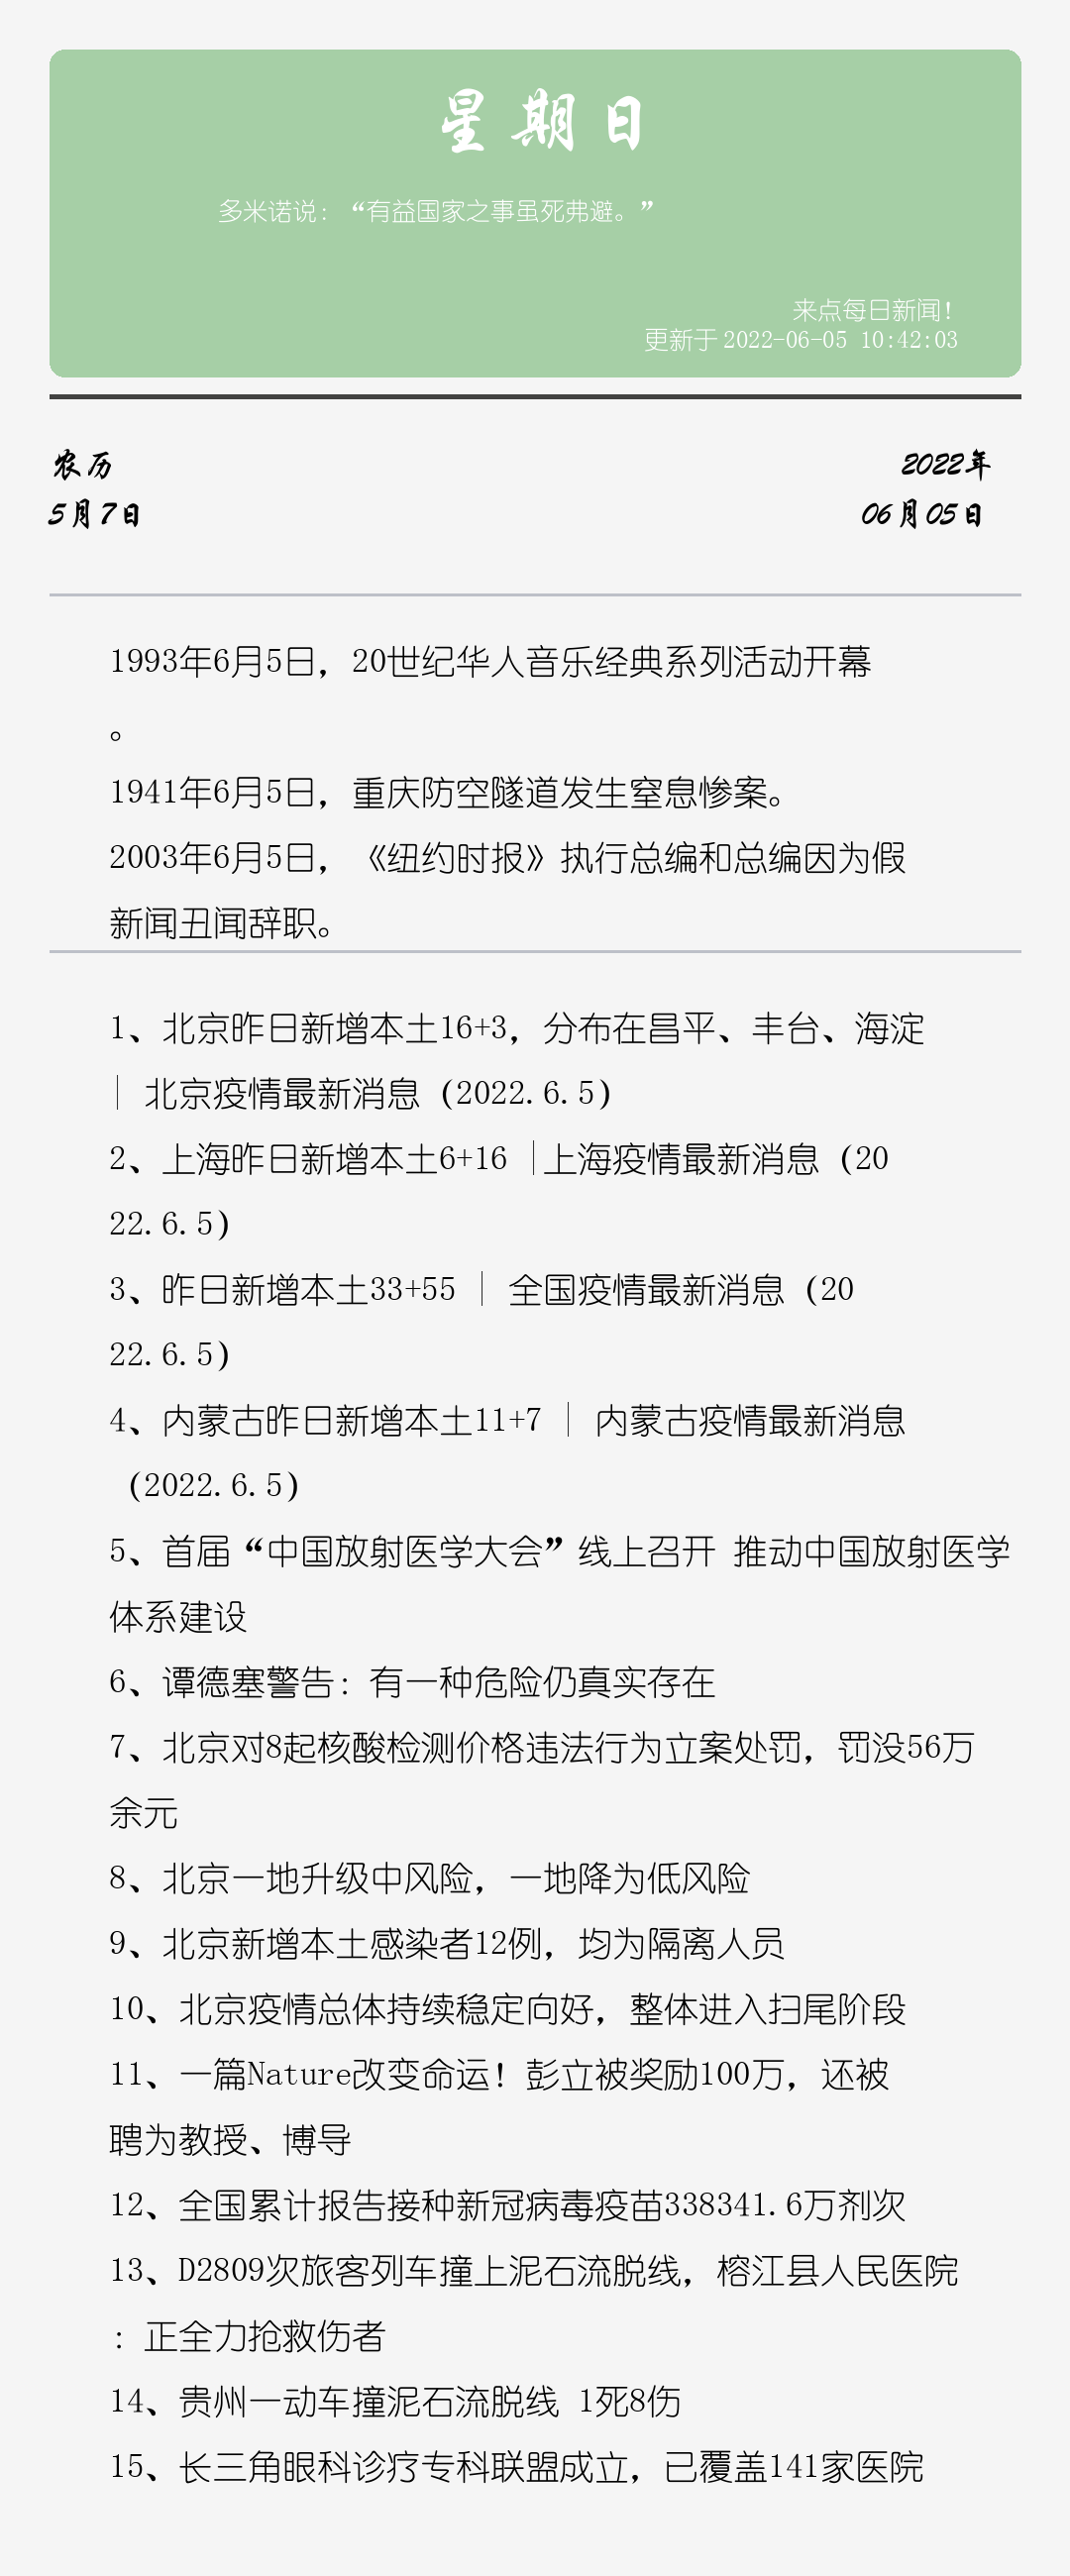 星期日
多米诺说：“有益国家之事虽死弗避。”
来点每日新闻！
更新于 2022-06-05 10:42:03
农历
2022年
5月7日
06月05日
1993年6月5日，20世纪华人音乐经典系列活动开幕
。
1941年6月5日，重庆防空隧道发生窒息惨案。
2003年6月5日，《纽约时报》执行总编和总编因为假
新闻丑闻辞职。
1、北京昨日新增本土16+3，分布在昌平、丰台、海淀
| 北京疫情最新消息（2022.6.5）
2、上海昨日新增本土6+16 |上海疫情最新消息（20
22.6.5）
3、昨日新增本土33+55 | 全国疫情最新消息（20
22.6.5）
4、内蒙古昨日新增本土11+7 | 内蒙古疫情最新消息
（2022.6.5）
5、首届“中国放射医学大会”线上召开 推动中国放射医学
体系建设
6、谭德塞警告：有一种危险仍真实存在
7、北京对8起核酸检测价格违法行为立案处罚，罚没56万
余元
8、北京一地升级中风险，一地降为低风险
9、北京新增本土感染者12例，均为隔离人员
10、北京疫情总体持续稳定向好，整体进入扫尾阶段
11、一篇Nature改变命运！彭立被奖励100万，还被
聘为教授、博导
12、全国累计报告接种新冠病毒疫苗338341.6万剂次
13、D2809次旅客列车撞上泥石流脱线，榕江县人民医院
：正全力抢救伤者
14、贵州一动车撞泥石流脱线 1死8伤
15、长三角眼科诊疗专科联盟成立，已覆盖141家医院